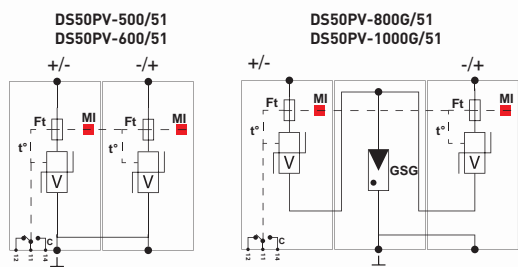 DS50PV-500/51
DS50PV-600/51
+/-
-/+
Ft
MI
Ft
MI
t°
t°
V
V
C
12
11
14
DS50PV-800G/51
DS50PV-1000G/51
+/-
-/+
Ft
MI
Ft
MI
t°
t°
V
GSG
V
C
12
11
14